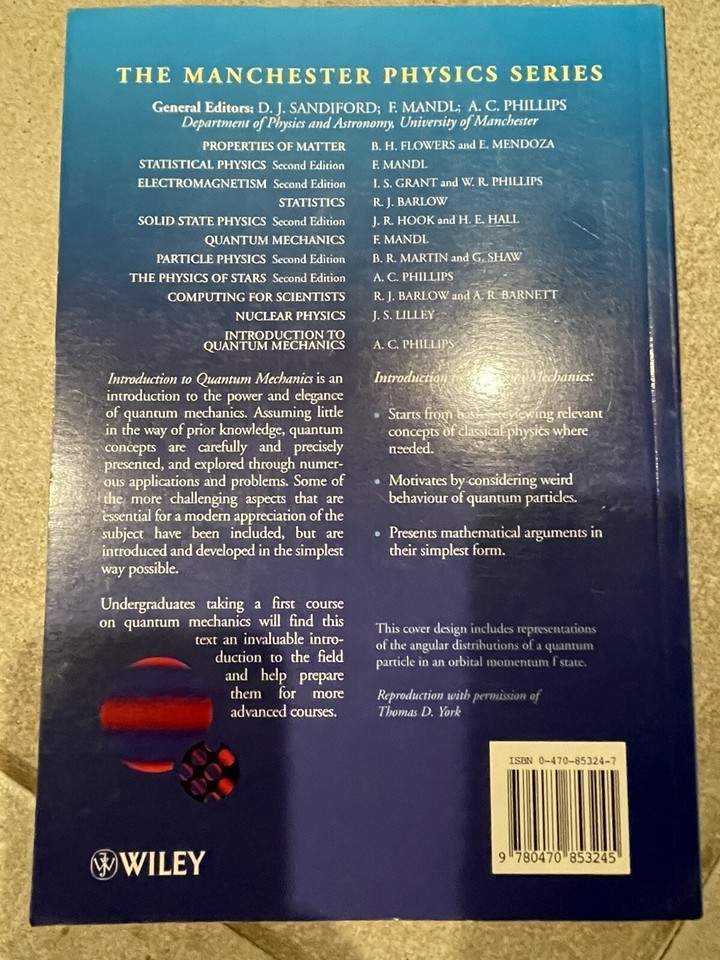 THE MANCHESTER PHYSICS SERIES
General Editors: D. J. SANDIFORD; F. MANDL; A. C. PHILLIPS
Department of Physics and Astronomy, University of Manchester
PROPERTIES OF MATTER B. H. FLOWERS and E. MENDOZA
STATISTICAL PHYSICS Second Edition F. MANDL
ELECTROMAGNETISM Second Edition I. S. GRANT and W. R. PHILLIPS
STATISTICS R. J. BARLOW
SOLID STATE PHYSICS Second Edition J. R. HOOK and H. E. HALL
QUANTUM MECHANICS F. MANDL
PARTICLE PHYSICS Second Edition B. R. MARTIN and G. SHAW
THE PHYSICS OF STARS Second Edition A. C. PHILLIPS
COMPUTING FOR SCIENTISTS R. J. BARLOW and A. R. BARNETT
NUCLEAR PHYSICS J. S. LILLEY
INTRODUCTION TO
QUANTUM MECHANICS A. C. PHILLIPS
Introduction to Quantum Mechanics is an
introduction to the power and elegance
of quantum mechanics. Assuming little
in the way of prior knowledge, quantum
concepts are carefully and precisely
presented, and explored through numer-
ous applications and problems. Some of
the more challenging aspects that are
essential for a modern appreciation of the
subject have been included, but are
introduced and developed in the simplest
way possible.
Undergraduates taking a first course
on quantum mechanics will find this
text an invaluable intro-
duction to the field
and help prepare
them for more
advanced courses.
Introduction to Mechanics:
• Starts from reviewing relevant
concepts of classical physics where
needed.
• Motivates by considering weird
behaviour of quantum particles.
• Presents mathematical arguments in
their simplest form.
This cover design includes representations
of the angular distributions of a quantum
particle in an orbital momentum f state.
Reproduction with permission of
Thomas D. York
ISBN 0-470-85324-7
9 780470 853245
WILEY